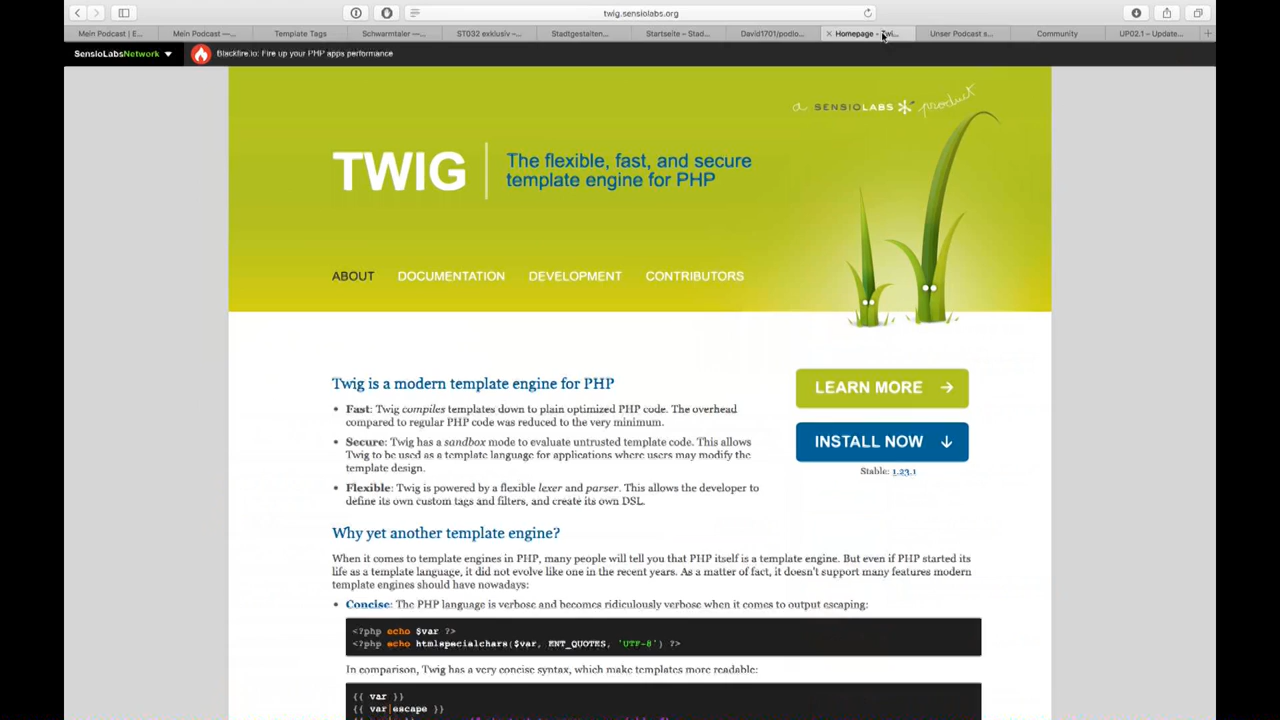 twig.sensiolabs.org
Mein Podcast | E... Mein Podcast —... Template Tags Schwarmtaler —... ST032 exklusiv –... Stadtgestalten... Startseite – Stad... David1701/podlo... Homepage - Twi... Unser Podcast s... Community UP02.1 – Update...
SensioLabsNetwork Blackfire.io: Fire up your PHP apps performance
a SENSIOLABS product
TWIG
The flexible, fast, and secure
template engine for PHP
ABOUT DOCUMENTATION DEVELOPMENT CONTRIBUTORS
Twig is a modern template engine for PHP
LEARN MORE
• Fast: Twig compiles templates down to plain optimized PHP code. The overhead
compared to regular PHP code was reduced to the very minimum.
INSTALL NOW
• Secure: Twig has a sandbox mode to evaluate untrusted template code. This allows
Twig to be used as a template language for applications where users may modify the
template design.
Stable: 1.23.1
• Flexible: Twig is powered by a flexible lexer and parser. This allows the developer to
define its own custom tags and filters, and create its own DSL.
Why yet another template engine?
When it comes to template engines in PHP, many people will tell you that PHP itself is a template engine. But even if PHP started its
life as a template language, it did not evolve like one in the recent years. As a matter of fact, it doesn't support many features modern
template engines should have nowadays:
• Concise: The PHP language is verbose and becomes ridiculously verbose when it comes to output escaping:
<?php echo $var ?>
<?php echo htmlspecialchars($var, ENT_QUOTES, 'UTF-8') ?>
In comparison, Twig has a very concise syntax, which make templates more readable:
{{ var }}
{{ var|escape }}